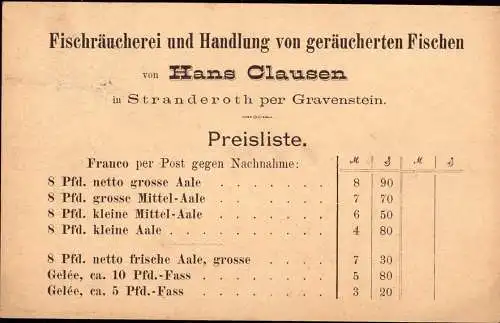 Fischräucherei und Handlung von geräucherten Fischen
von Hans Clausen
in Stranderoth per Gravenstein.
Preisliste.
Franco per Post gegen Nachnahme: M ₰ M ₰
8 Pfd. netto grosse Aale . . . . . . . 8 90
8 Pfd. grosse Mittel-Aale . . . . . . . 7 70
8 Pfd. kleine Mittel-Aale . . . . . . . 6 50
8 Pfd. kleine Aale . . . . . . . . . 4 80
8 Pfd. netto frische Aale, grosse . . . . 7 30
Gelée, ca. 10 Pfd.-Fass . . . . . . . 5 80
Gelée, ca. 5 Pfd.-Fass . . . . . . . 3 20